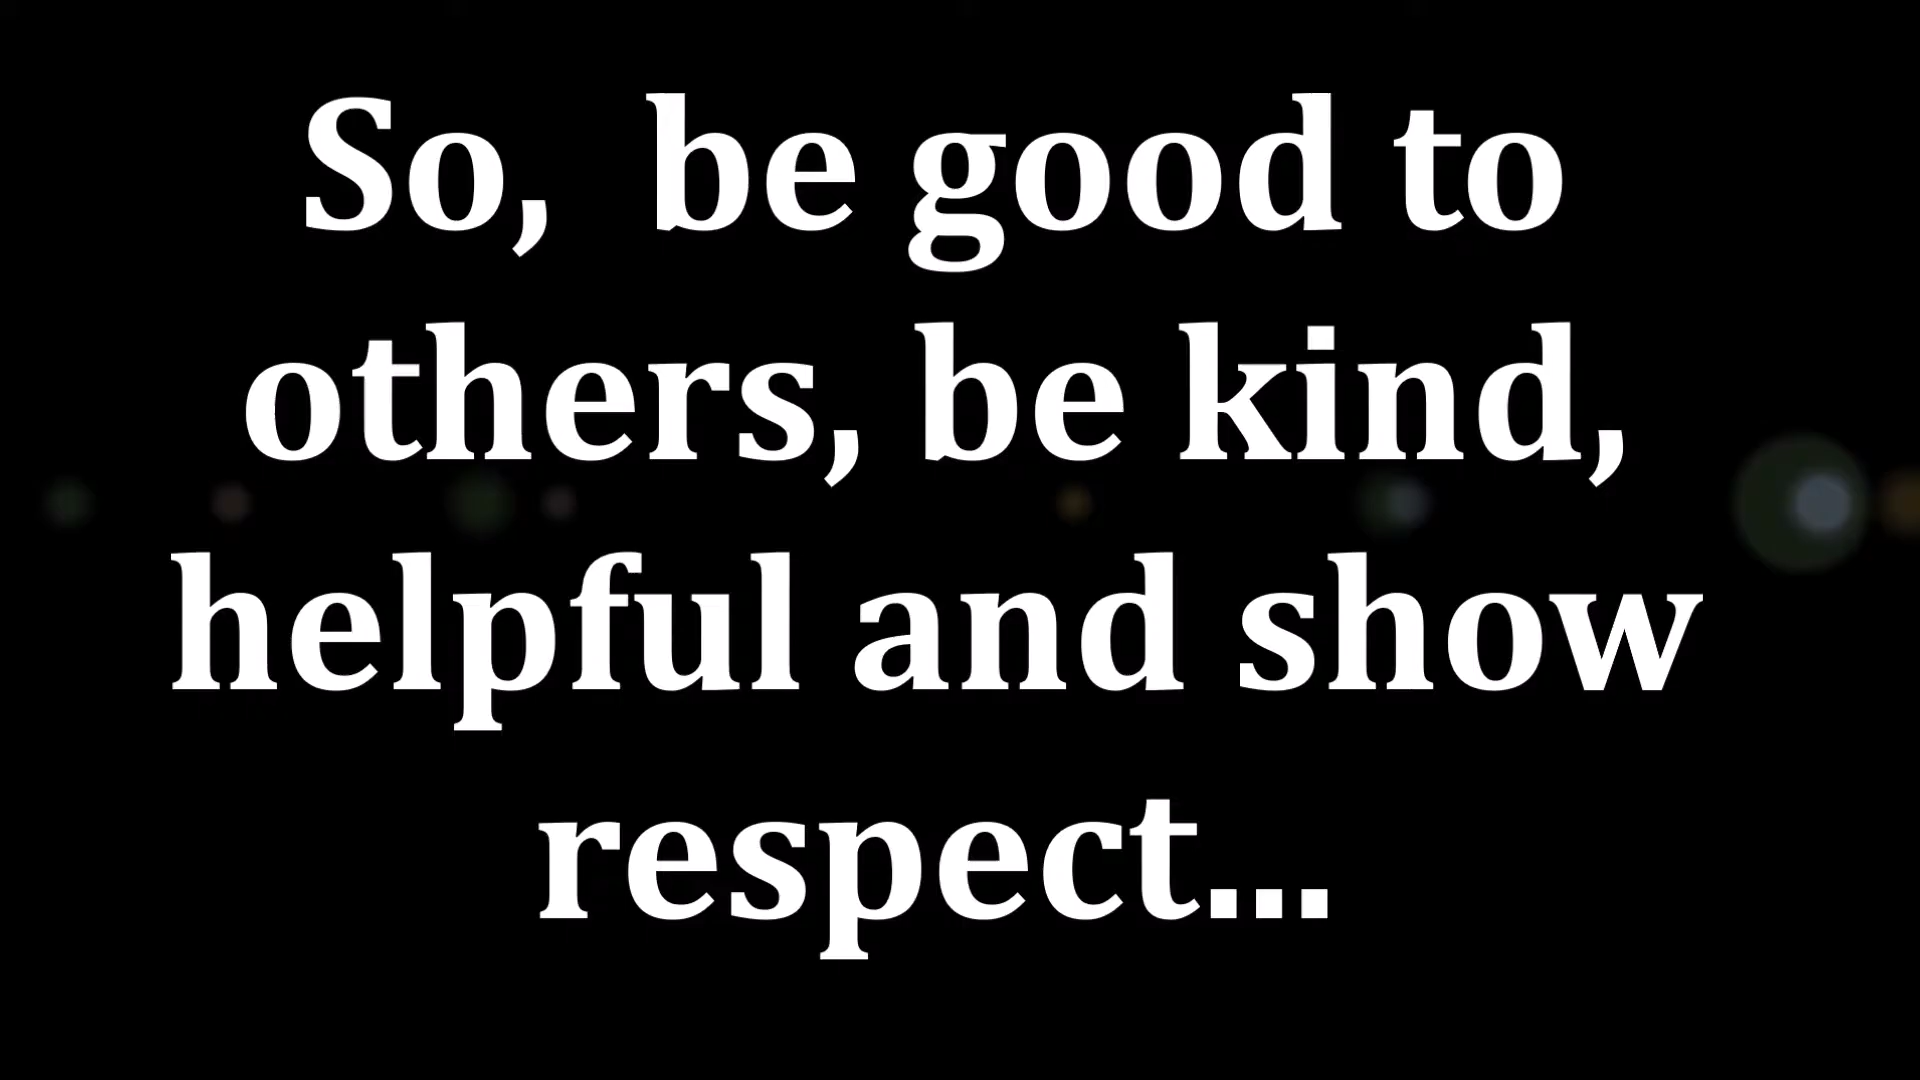 So, be good to
others, be kind,
helpful and show
respect...